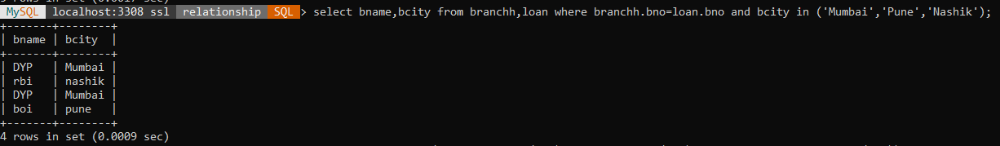 MySQL localhost:3308 ssl relationship SQL > select bname,bcity from branchh,loan where branchh.bno=loan.bno and bcity in ('Mumbai','Pune','Nashik');
+-------+--------+
| bname | bcity  |
+-------+--------+
| DYP   | Mumbai |
| rbi   | nashik |
| DYP   | Mumbai |
| boi   | pune   |
+-------+--------+
4 rows in set (0.0009 sec)